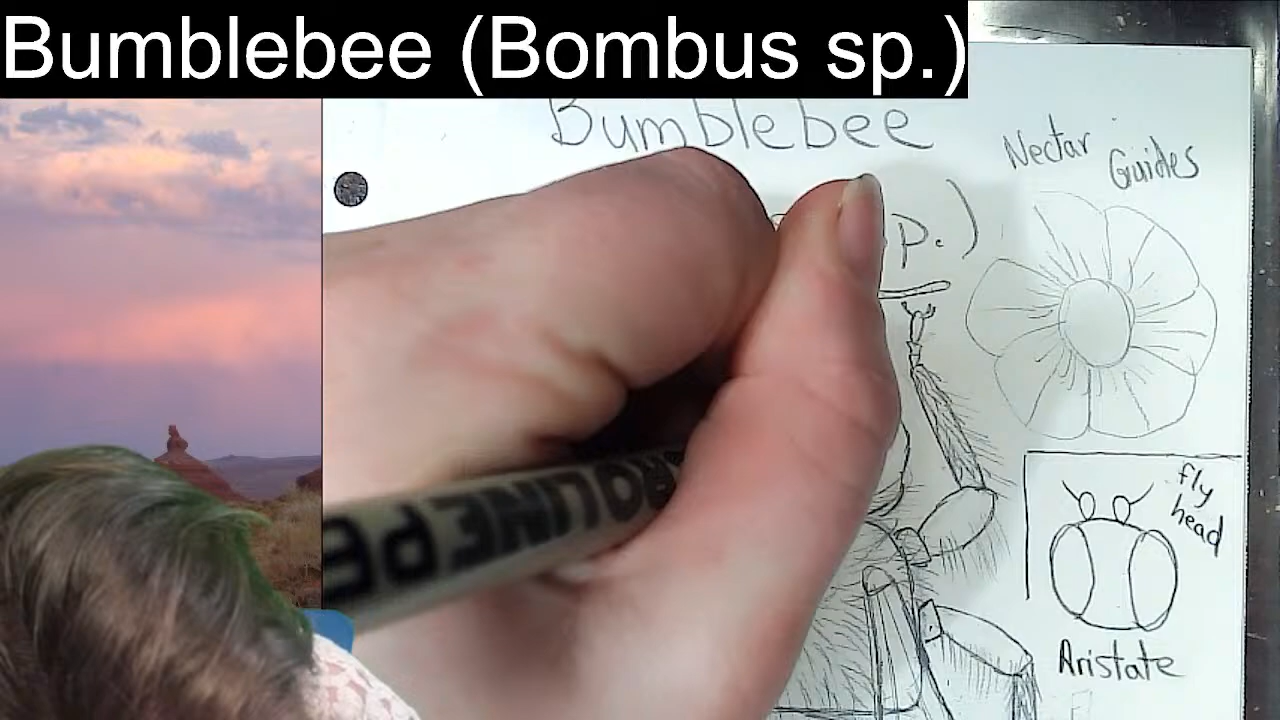 Bumblebee (Bombus sp.)
Bumblebee
p.)
Nectar
Guides
fly
head
Aristate